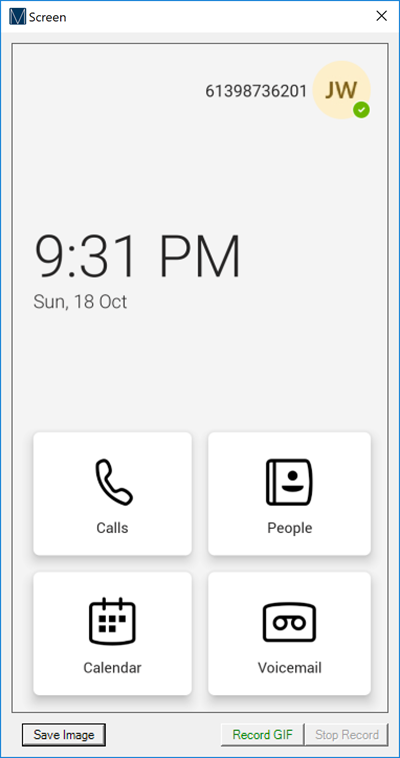 Screen
61398736201 JW
9:31 PM
Sun, 18 Oct
Calls People
Calendar Voicemail
Save Image Record GIF Stop Record